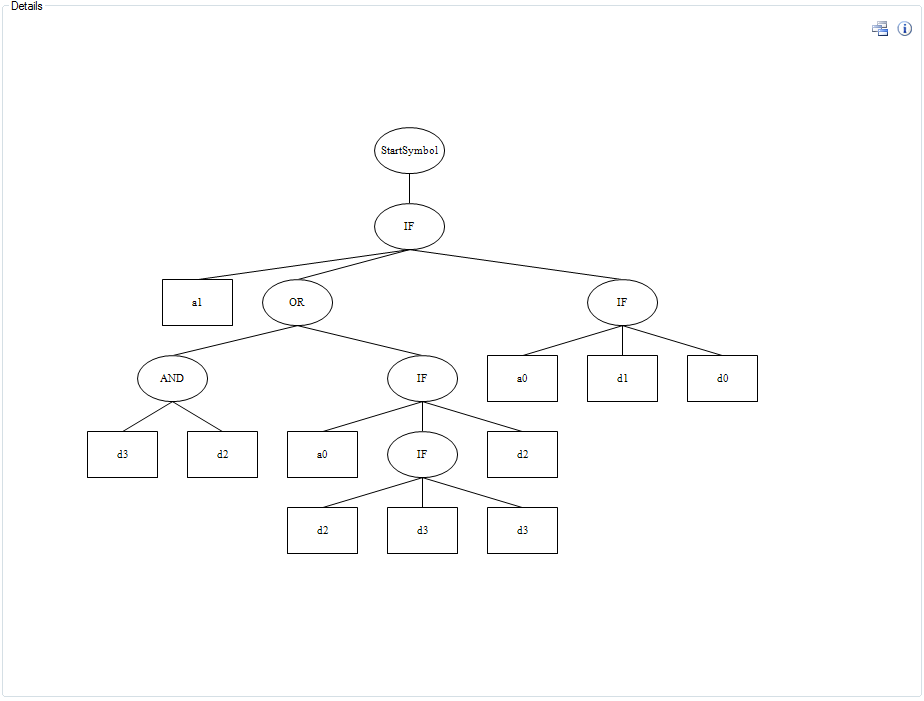 Details
StartSymbol
IF
a1
OR
IF
AND
IF
a0
d1
d0
d3
d2
a0
IF
d2
d2
d3
d3